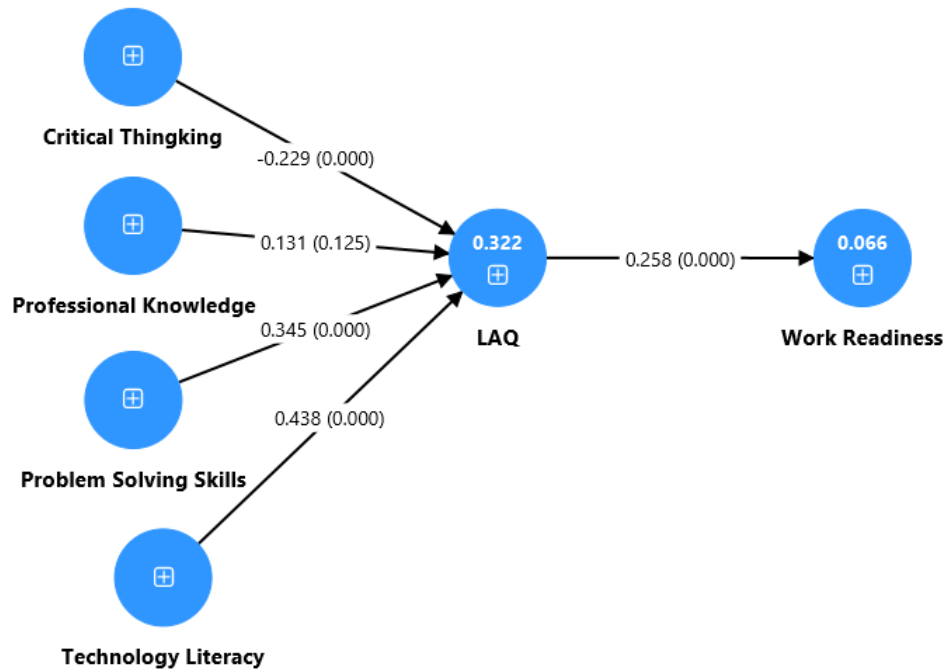 Critical Thingking
-0.229 (0.000)
Professional Knowledge
0.131 (0.125)
0.322
LAQ
0.258 (0.000)
0.066
Work Readiness
0.345 (0.000)
Problem Solving Skills
0.438 (0.000)
Technology Literacy